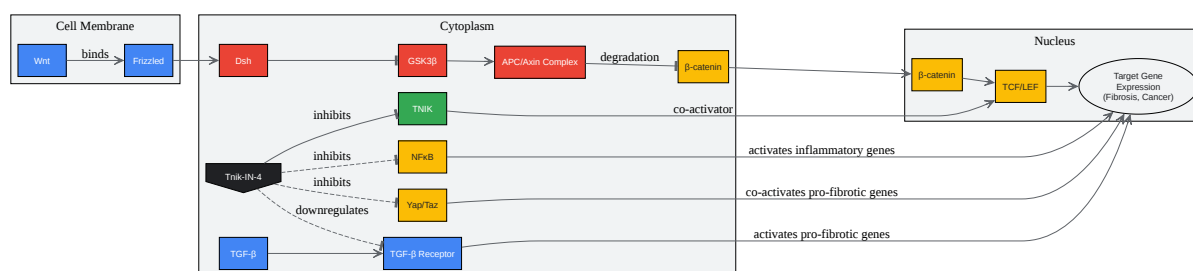 Cell Membrane
Cytoplasm
Nucleus
Wnt
binds
Frizzled
Dsh
GSK3β
APC/Axin Complex
degradation
β-catenin
β-catenin
TCF/LEF
Target Gene
Expression
(Fibrosis, Cancer)
inhibits
TNIK
co-activator
Tnik-IN-4
inhibits
NFκB
activates inflammatory genes
inhibits
Yap/Taz
co-activates pro-fibrotic genes
downregulates
TGF-β
TGF-β Receptor
activates pro-fibrotic genes